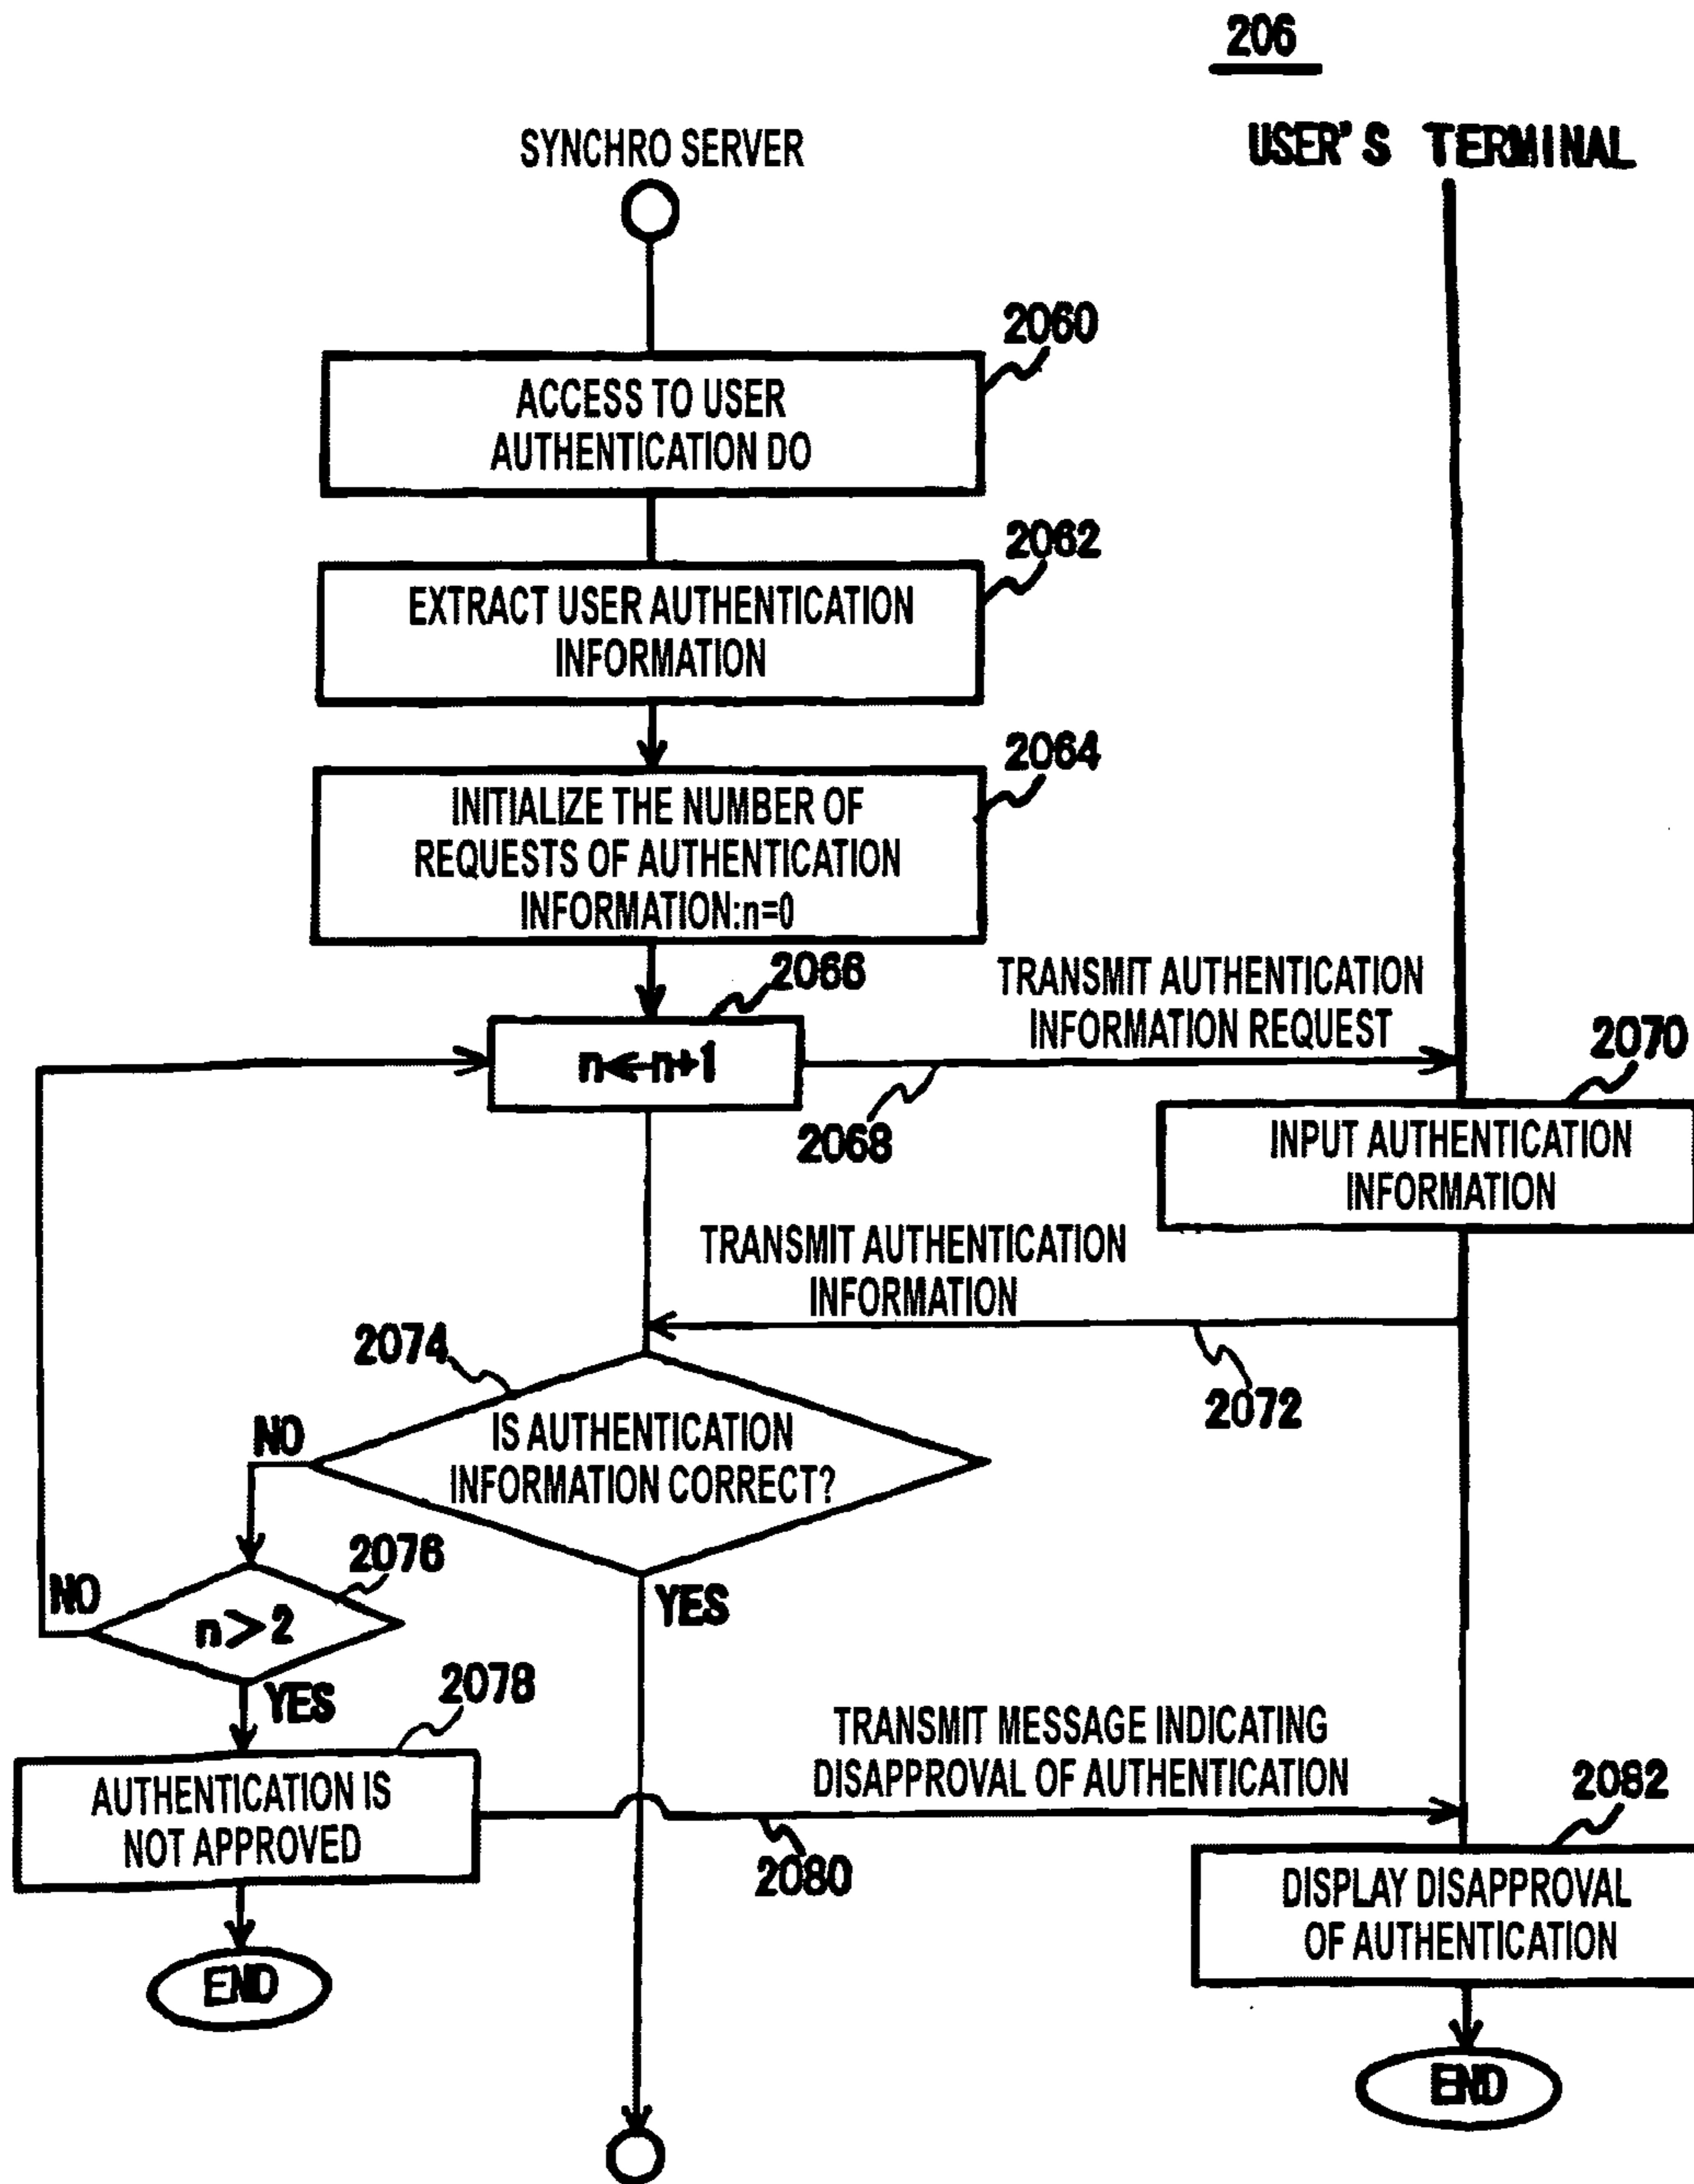 206
SYNCHRO SERVER
USER'S TERMINAL
2060
ACCESS TO USER
AUTHENTICATION DO
2062
EXTRACT USER AUTHENTICATION
INFORMATION
2064
INITIALIZE THE NUMBER OF
REQUESTS OF AUTHENTICATION
INFORMATION:n=0
2066
n←n+1
TRANSMIT AUTHENTICATION
INFORMATION REQUEST
2068
2070
INPUT AUTHENTICATION
INFORMATION
TRANSMIT AUTHENTICATION
INFORMATION
2072
2074
IS AUTHENTICATION
INFORMATION CORRECT?
NO
YES
2076
n>2
NO
YES
2078
AUTHENTICATION IS
NOT APPROVED
TRANSMIT MESSAGE INDICATING
DISAPPROVAL OF AUTHENTICATION
2080
2082
DISPLAY DISAPPROVAL
OF AUTHENTICATION
END
END